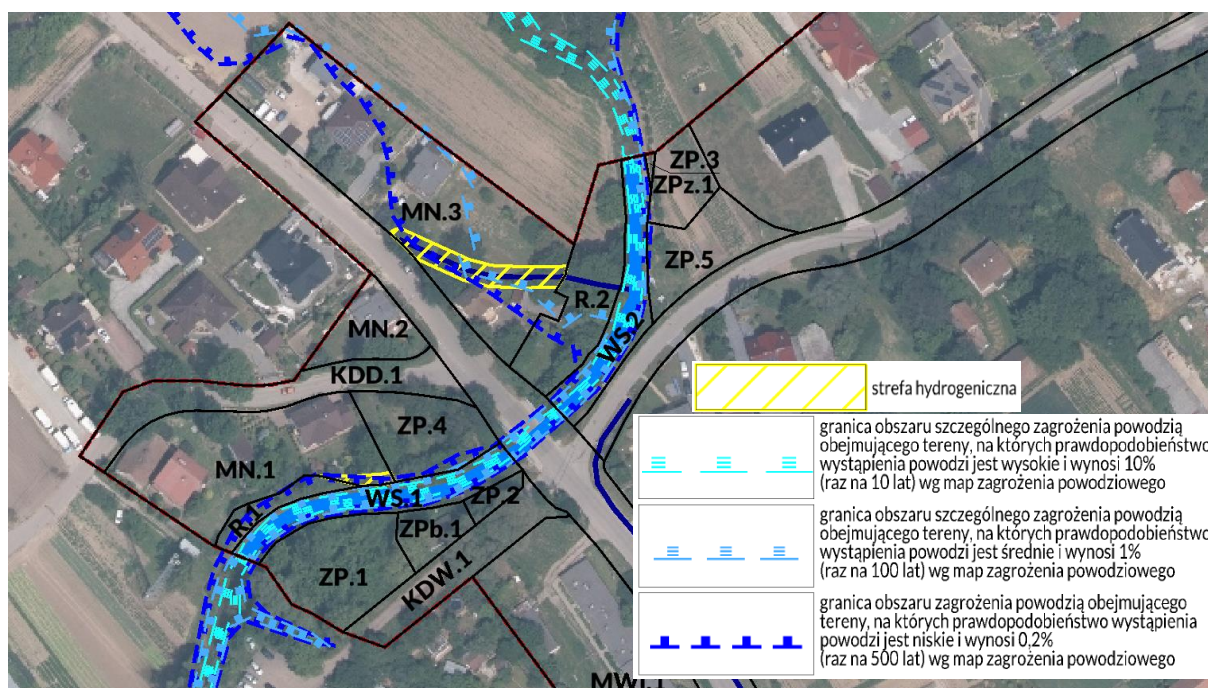 ZP.3
ZPz.1
MN.3
ZP.5
R.2
MN.2
WS.2
KDD.1
strefa hydrogeniczna
ZP.4
granica obszaru szczególnego zagrożenia powodzią
obejmującego tereny, na których prawdopodobieństwo
wystąpienia powodzi jest wysokie i wynosi 10%
(raz na 10 lat) wg map zagrożenia powodziowego
MN.1
WS.1
ZP.2
R.1
ZPb.1
granica obszaru szczególnego zagrożenia powodzią
obejmującego tereny, na których prawdopodobieństwo
wystąpienia powodzi jest średnie i wynosi 1%
(raz na 100 lat) wg map zagrożenia powodziowego
ZP.1
KDW.1
granica obszaru zagrożenia powodzią obejmującego
tereny, na których prawdopodobieństwo wystąpienia
powodzi jest niskie i wynosi 0,2%
(raz na 500 lat) wg map zagrożenia powodziowego
MWi.1